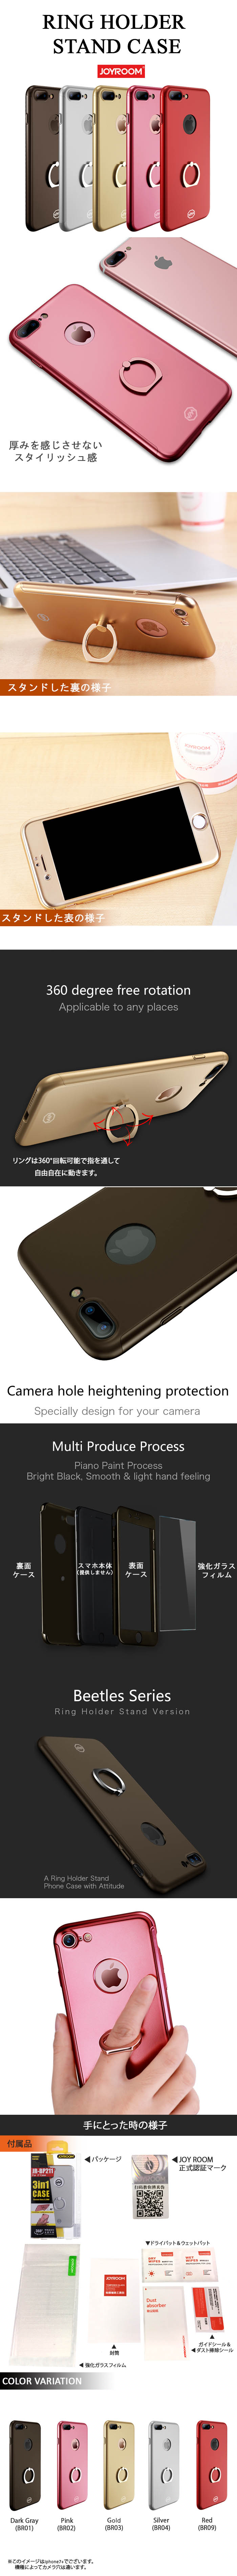 RING HOLDER
STAND CASE
JOYROOM
厚みを感じさせない
スタイリッシュ感
スタンドした裏の様子
JOYROOM
スタンドした表の様子
360 degree free rotation
Applicable to any places
リングは360°回転可能で指を通して
自由自在に動きます。
Camera hole heightening protection
Specially design for your camera
Multi Produce Process
Piano Paint Process
Bright Black, Smooth & light hand feeling
裏面
ケース
スマホ本体
(提供しません)
表面
ケース
強化ガラス
フィルム
Beetles Series
Ring Holder Stand Version
A Ring Holder Stand
Phone Case with Attitude
手にとった時の様子
付属品
JOYROOM
JR-BP211
3in1
CASE
◀パッケージ
◀JOY ROOM
正式認証マーク
▼ドライパット&ウェットパット
JOYROOM
Dust
absorber
▲
封筒
◀ 強化ガラスフィルム
▲
ガイドシール&
◀ダスト排除シール
COLOR VARIATION
Dark Gray
(BR01)
Pink
(BR02)
Gold
(BR03)
Silver
(BR04)
Red
(BR09)
※このイメージはiphone7+でございます。
機種によってカメラ穴は違います。